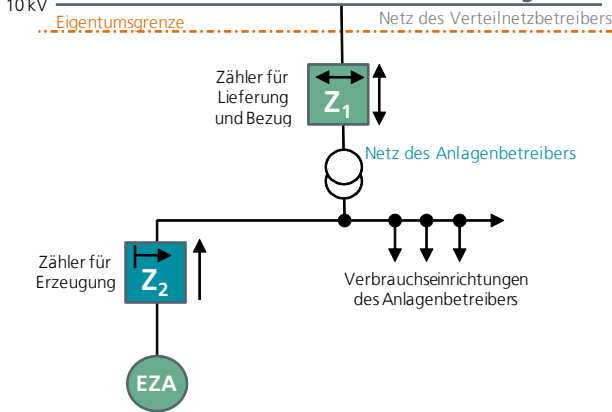 10 kV
Eigentumsgrenze
Netz des Verteilnetzbetreibers
Zähler für
Lieferung
und Bezug
Z1
Netz des Anlagenbetreibers
Zähler für
Erzeugung
Z2
Verbrauchseinrichtungen
des Anlagenbetreibers
EZA